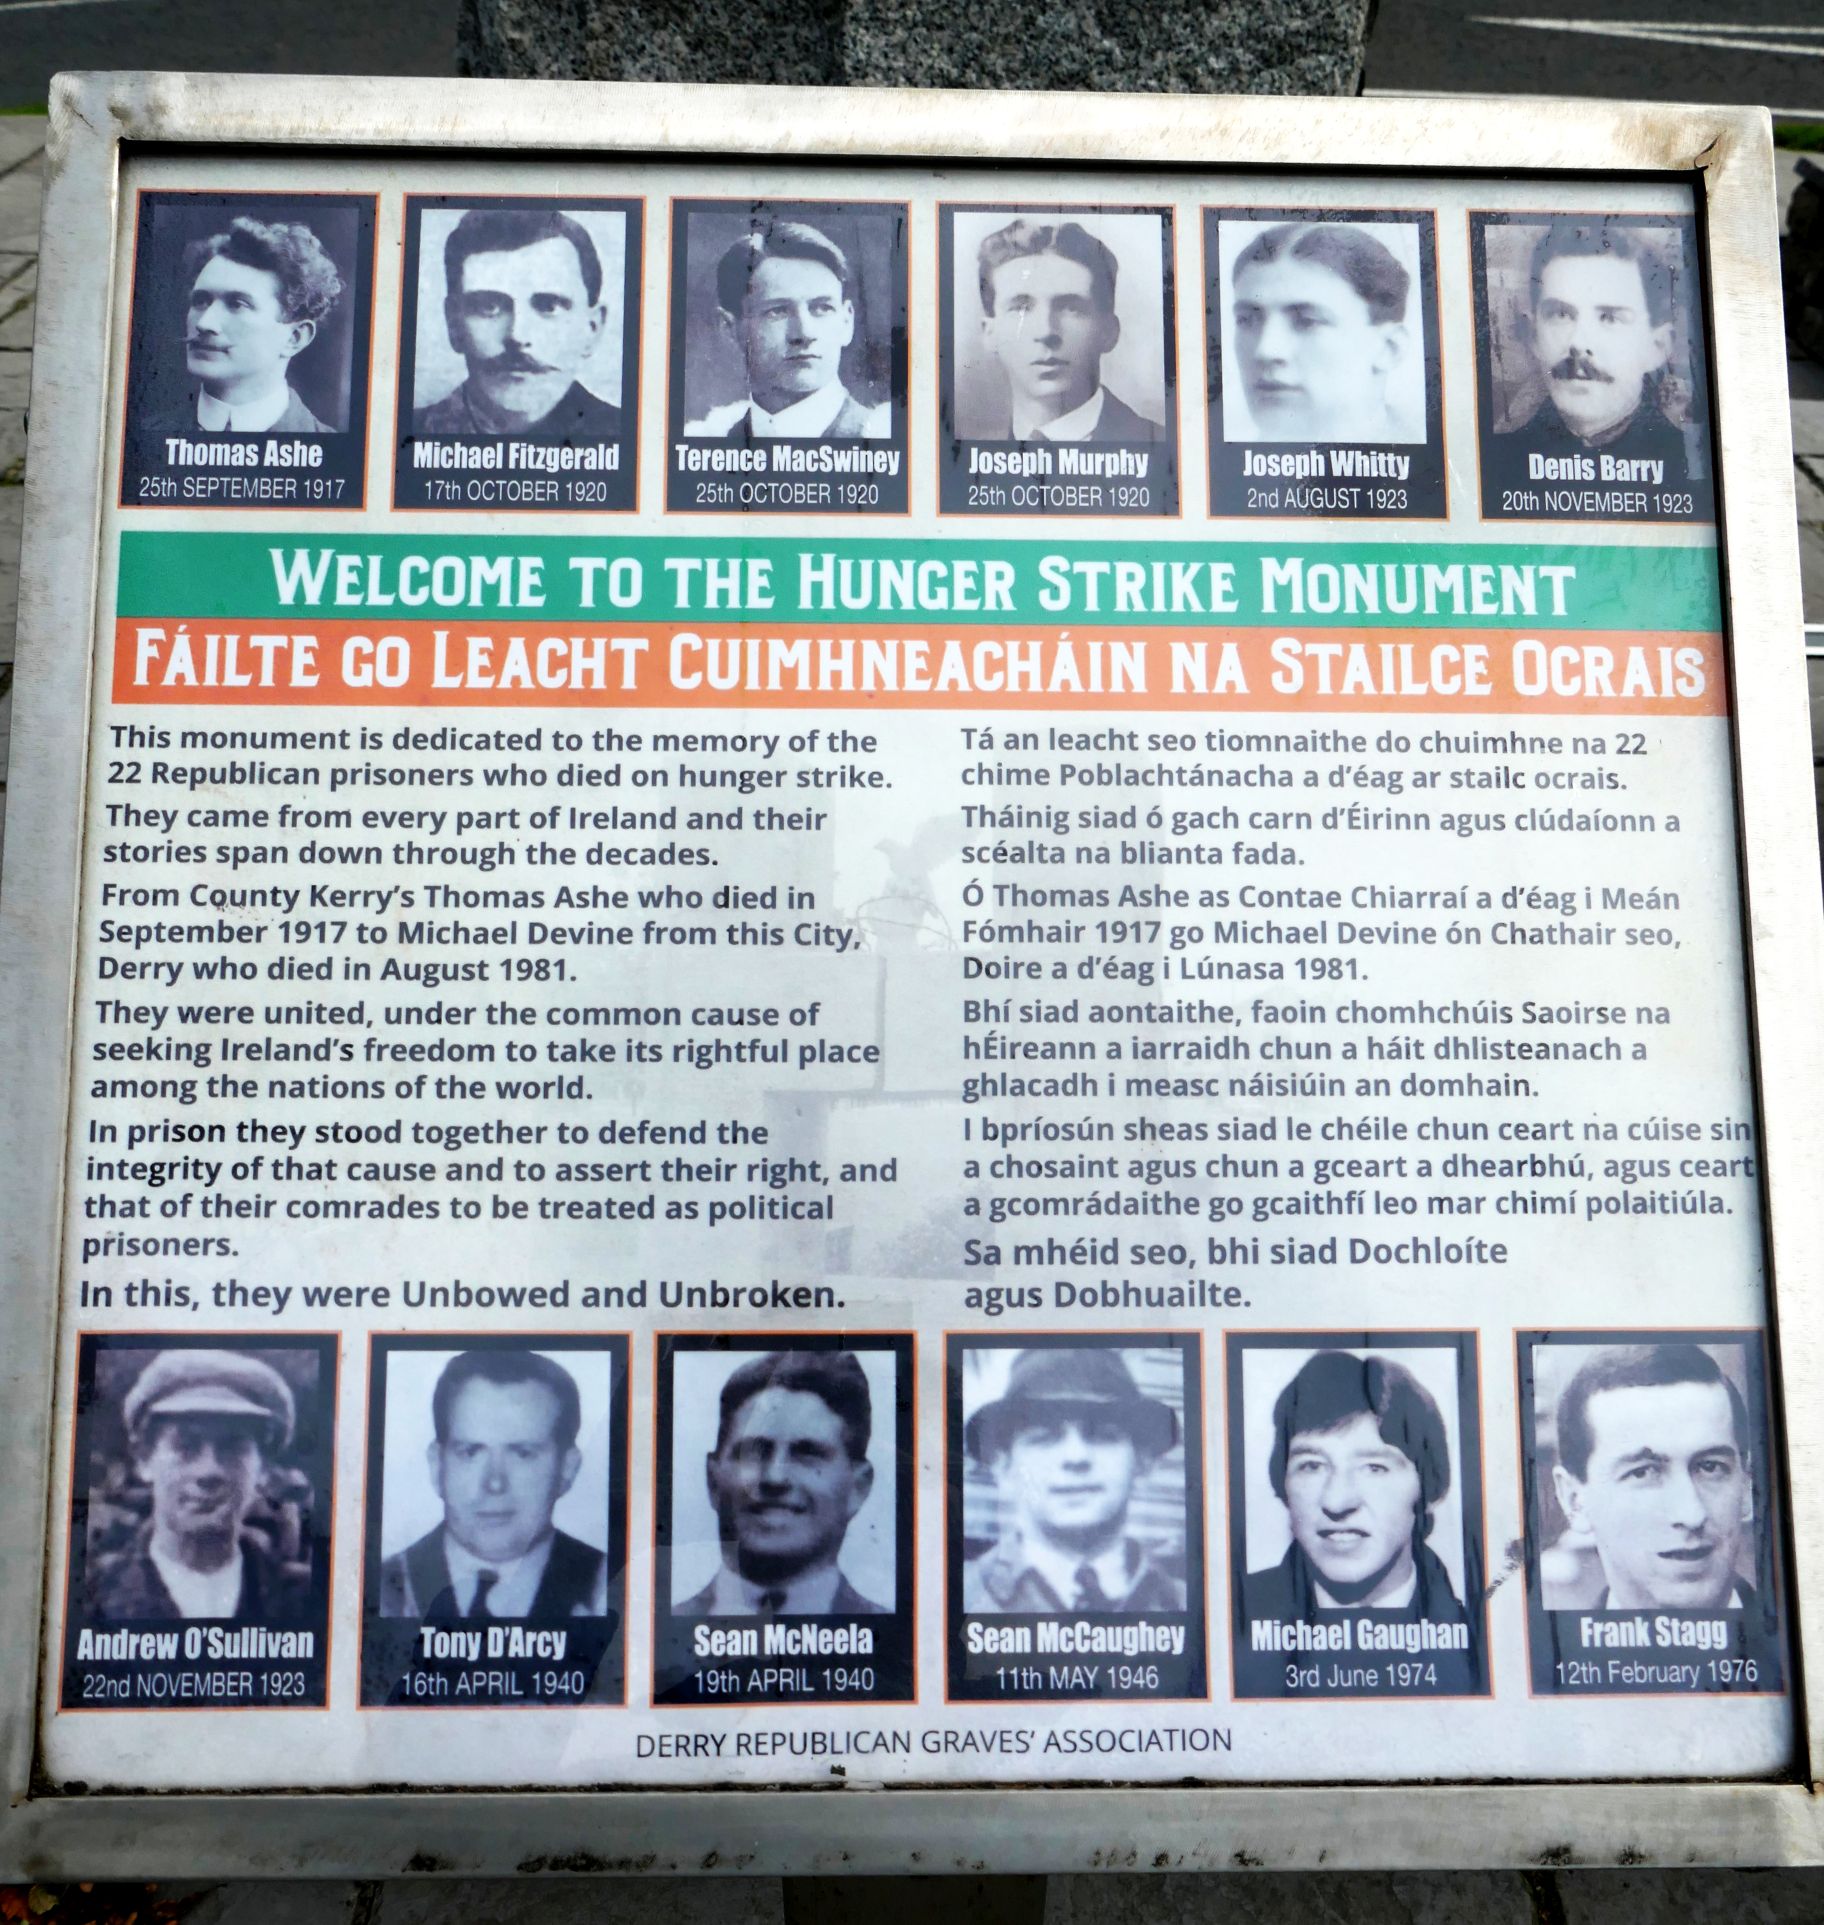 Thomas Ashe
25th SEPTEMBER 1917
Michael Fitzgerald
17th OCTOBER 1920
Terence MacSwiney
25th OCTOBER 1920
Joseph Murphy
25th OCTOBER 1920
Joseph Whitty
2nd AUGUST 1923
Denis Barry
20th NOVEMBER 1923
WELCOME TO THE HUNGER STRIKE MONUMENT
FÁILTE GO LEACHT CUIMHNEACHÁIN NA STAILCE OCRAIS
This monument is dedicated to the memory of the
22 Republican prisoners who died on hunger strike.
They came from every part of Ireland and their
stories span down through the decades.
From County Kerry's Thomas Ashe who died in
September 1917 to Michael Devine from this City,
Derry who died in August 1981.
They were united, under the common cause of
seeking Ireland's freedom to take its rightful place
among the nations of the world.
In prison they stood together to defend the
integrity of that cause and to assert their right, and
that of their comrades to be treated as political
prisoners.
In this, they were Unbowed and Unbroken.
Tá an leacht seo tiomnaithe do chuimhne na 22
chime Poblachtánacha a d'éag ar stailc ocrais.
Tháinig siad ó gach carn d'Éirinn agus clúdaíonn a
scéalta na blianta fada.
Ó Thomas Ashe as Contae Chiarraí a d'éag i Meán
Fómhair 1917 go Michael Devine ón Chathair seo,
Doire a d'éag i Lúnasa 1981.
Bhí siad aontaithe, faoin chomhchúis Saoirse na
hÉireann a iarraidh chun a háit dhlisteanach a
ghlacadh i measc náisiúin an domhain.
I bpríosún sheas siad le chéile chun ceart na cúise sin
a chosaint agus chun a gceart a dhearbhú, agus ceart
a gcomrádaithe go gcaithfí leo mar chimí polaitiúla.
Sa mhéid seo, bhi siad Dochloíte
agus Dobhuailte.
Andrew O'Sullivan
22nd NOVEMBER 1923
Tony D'Arcy
16th APRIL 1940
Sean McNeela
19th APRIL 1940
Sean McCaughey
11th MAY 1946
Michael Gaughan
3rd June 1974
Frank Stagg
12th February 1976
DERRY REPUBLICAN GRAVES' ASSOCIATION